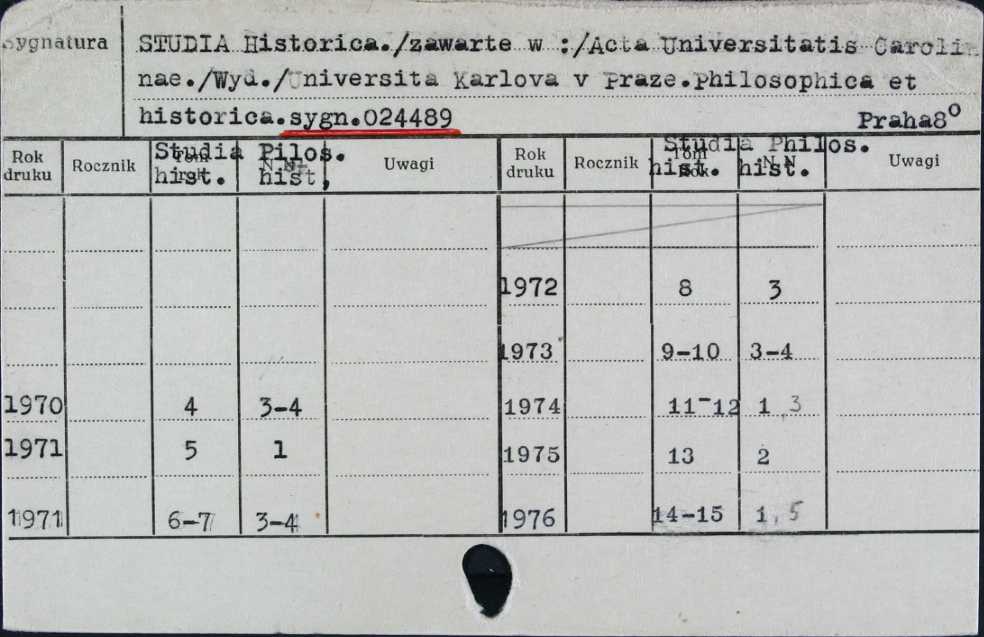 Sygnatura
STUDIA Historica./zawarte w :/Acta Universitatis Caroli
nae./Wyd./Universita Karlova v Praze.Philosophica et
historica.sygn.024489 Praha8º
Rok druku Rocznik Studia Pilos. Uwagi Rok druku Rocznik Studia Philos. Uwagi
hist. hist, hist. hist.
1972 8 3
1973 9-10 3-4
1970 4 3-4 1974 11-12 1,3
1971 5 1 1975 13 2
1971 6-7 3-4 1976 14-15 1,5